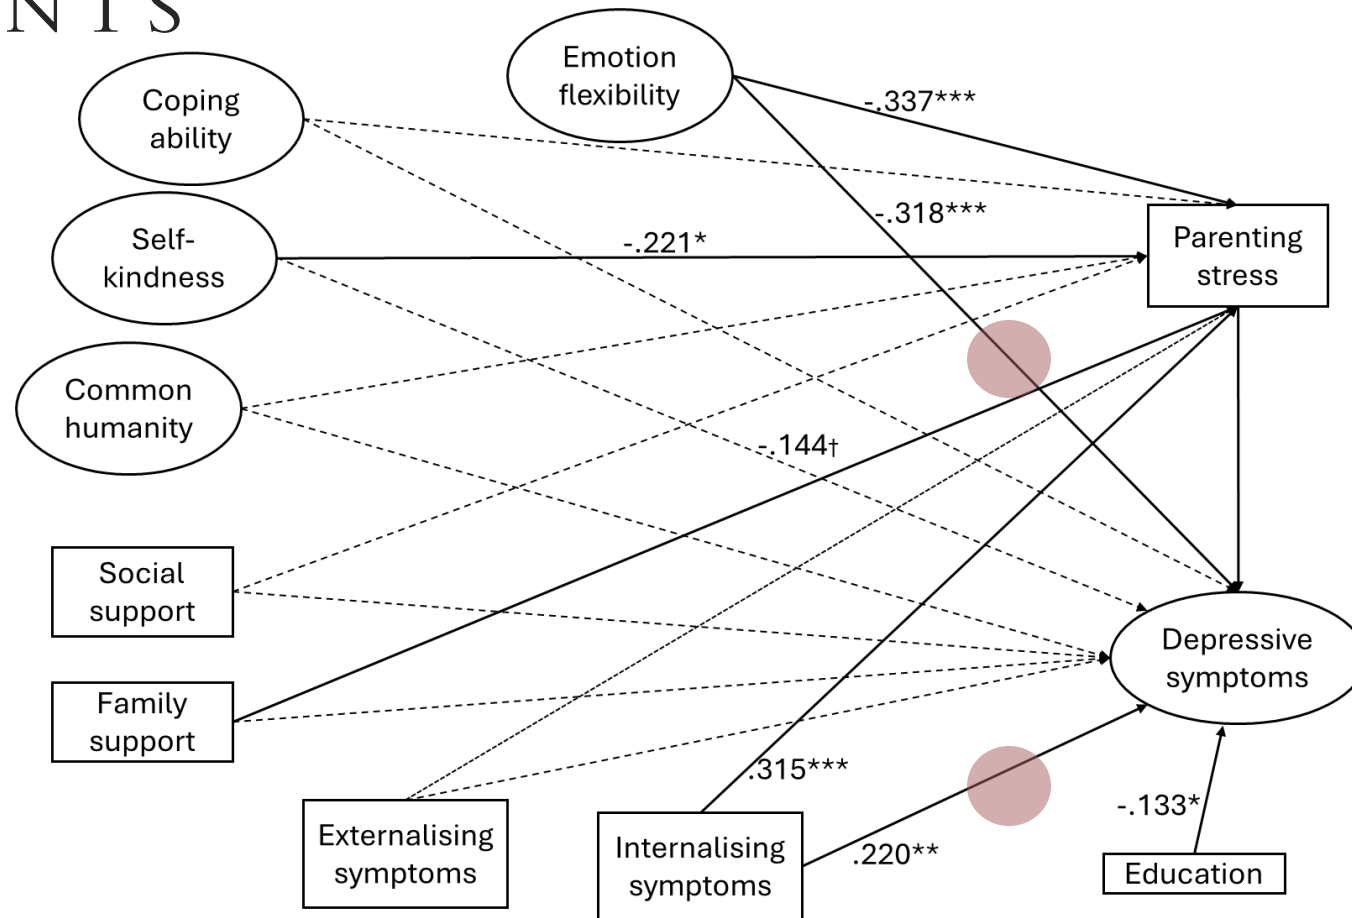 NTS
Emotion
flexibility
Coping
ability
-.337***
Self-
kindness
-.318***
-.221*
Parenting
stress
Common
humanity
-.144†
Social
support
Depressive
symptoms
Family
support
.315***
-.133*
Externalising
symptoms
Internalising
symptoms
.220**
Education